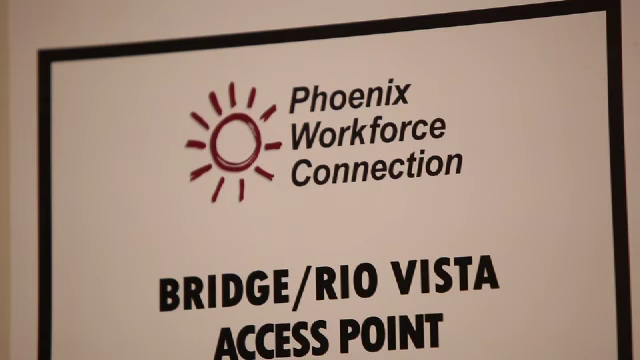 Phoenix
Workforce
Connection
BRIDGE/RIO VISTA
ACCESS POINT